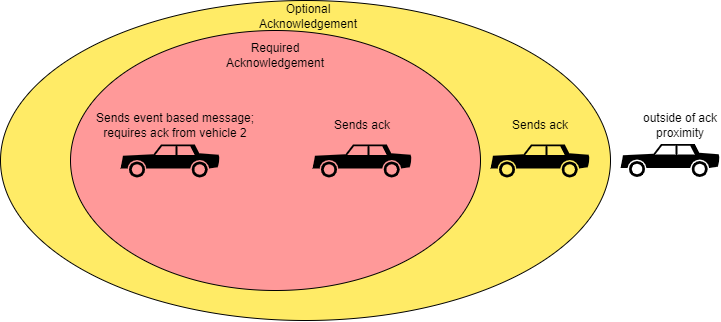 Optional
Acknowledgement
Required
Acknowledgement
Sends event based message;
requires ack from vehicle 2
Sends ack
Sends ack
outside of ack
proximity